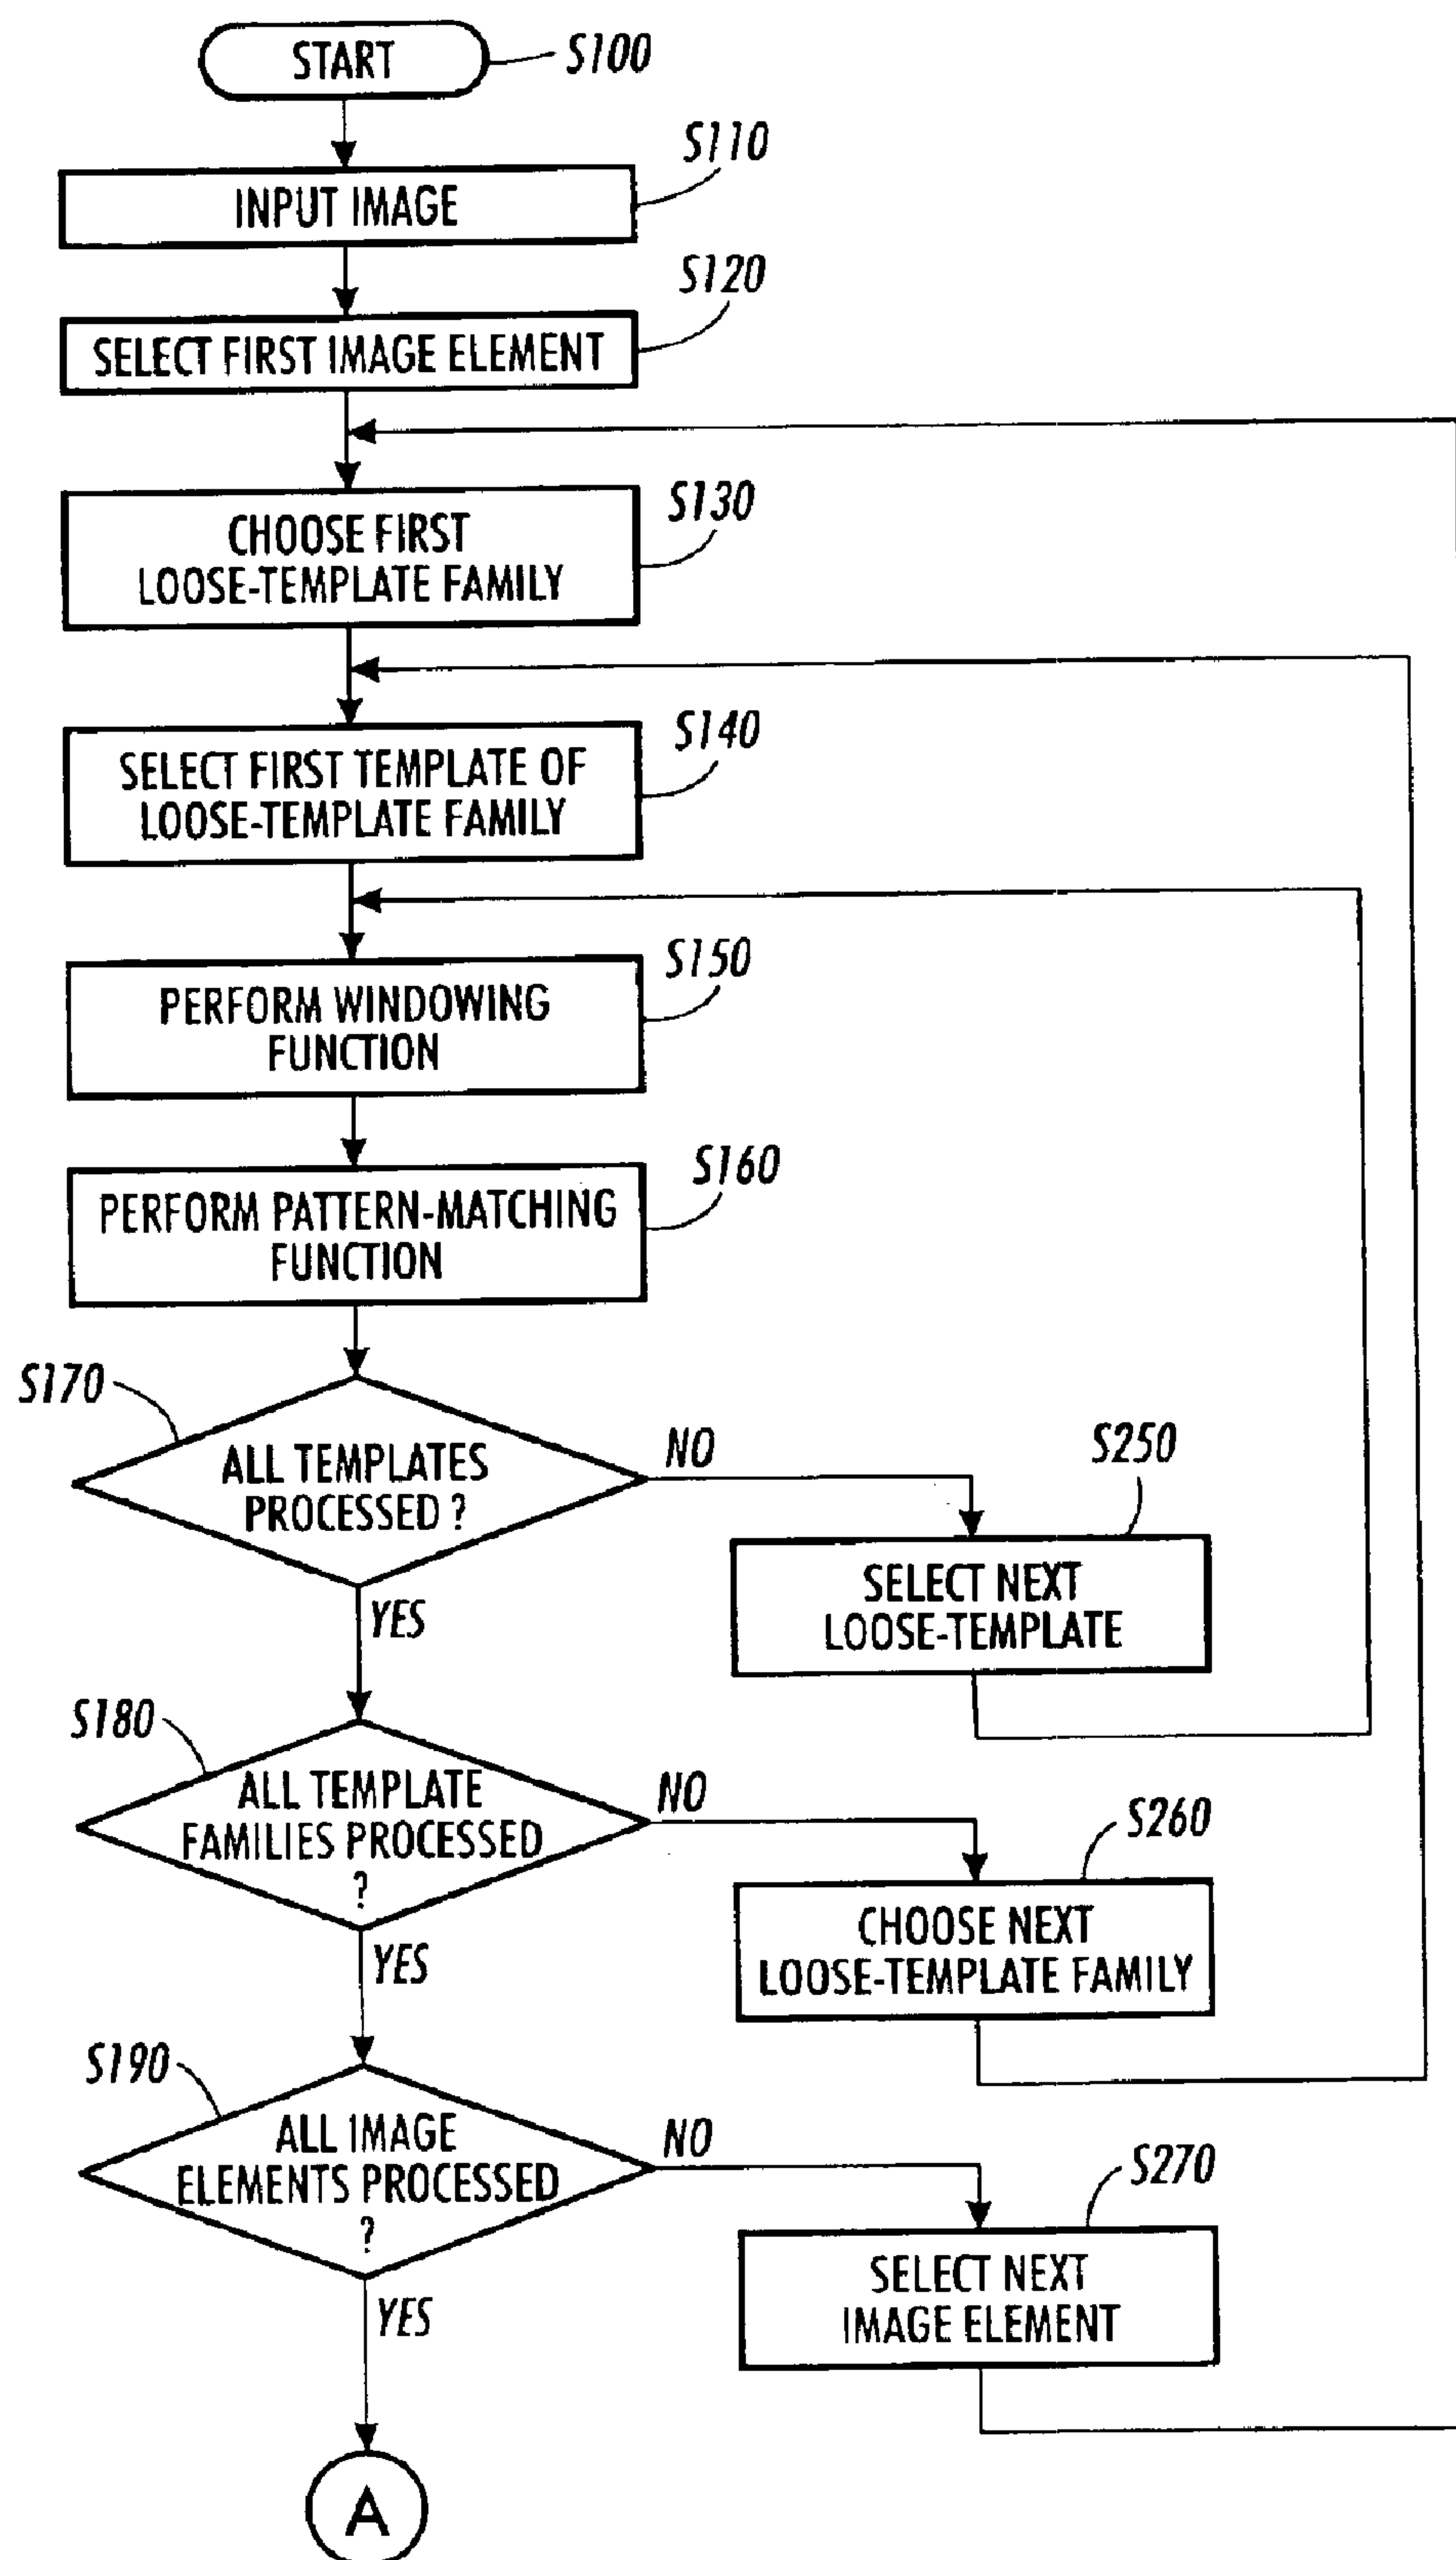 START
S100
S110
INPUT IMAGE
S120
SELECT FIRST IMAGE ELEMENT
S130
CHOOSE FIRST
LOOSE-TEMPLATE FAMILY
S140
SELECT FIRST TEMPLATE OF
LOOSE-TEMPLATE FAMILY
S150
PERFORM WINDOWING
FUNCTION
S160
PERFORM PATTERN-MATCHING
FUNCTION
S170
ALL TEMPLATES
PROCESSED ?
NO
S250
SELECT NEXT
LOOSE-TEMPLATE
YES
S180
ALL TEMPLATE
FAMILIES PROCESSED
?
NO
S260
CHOOSE NEXT
LOOSE-TEMPLATE FAMILY
YES
S190
ALL IMAGE
ELEMENTS PROCESSED
?
NO
S270
SELECT NEXT
IMAGE ELEMENT
YES
A